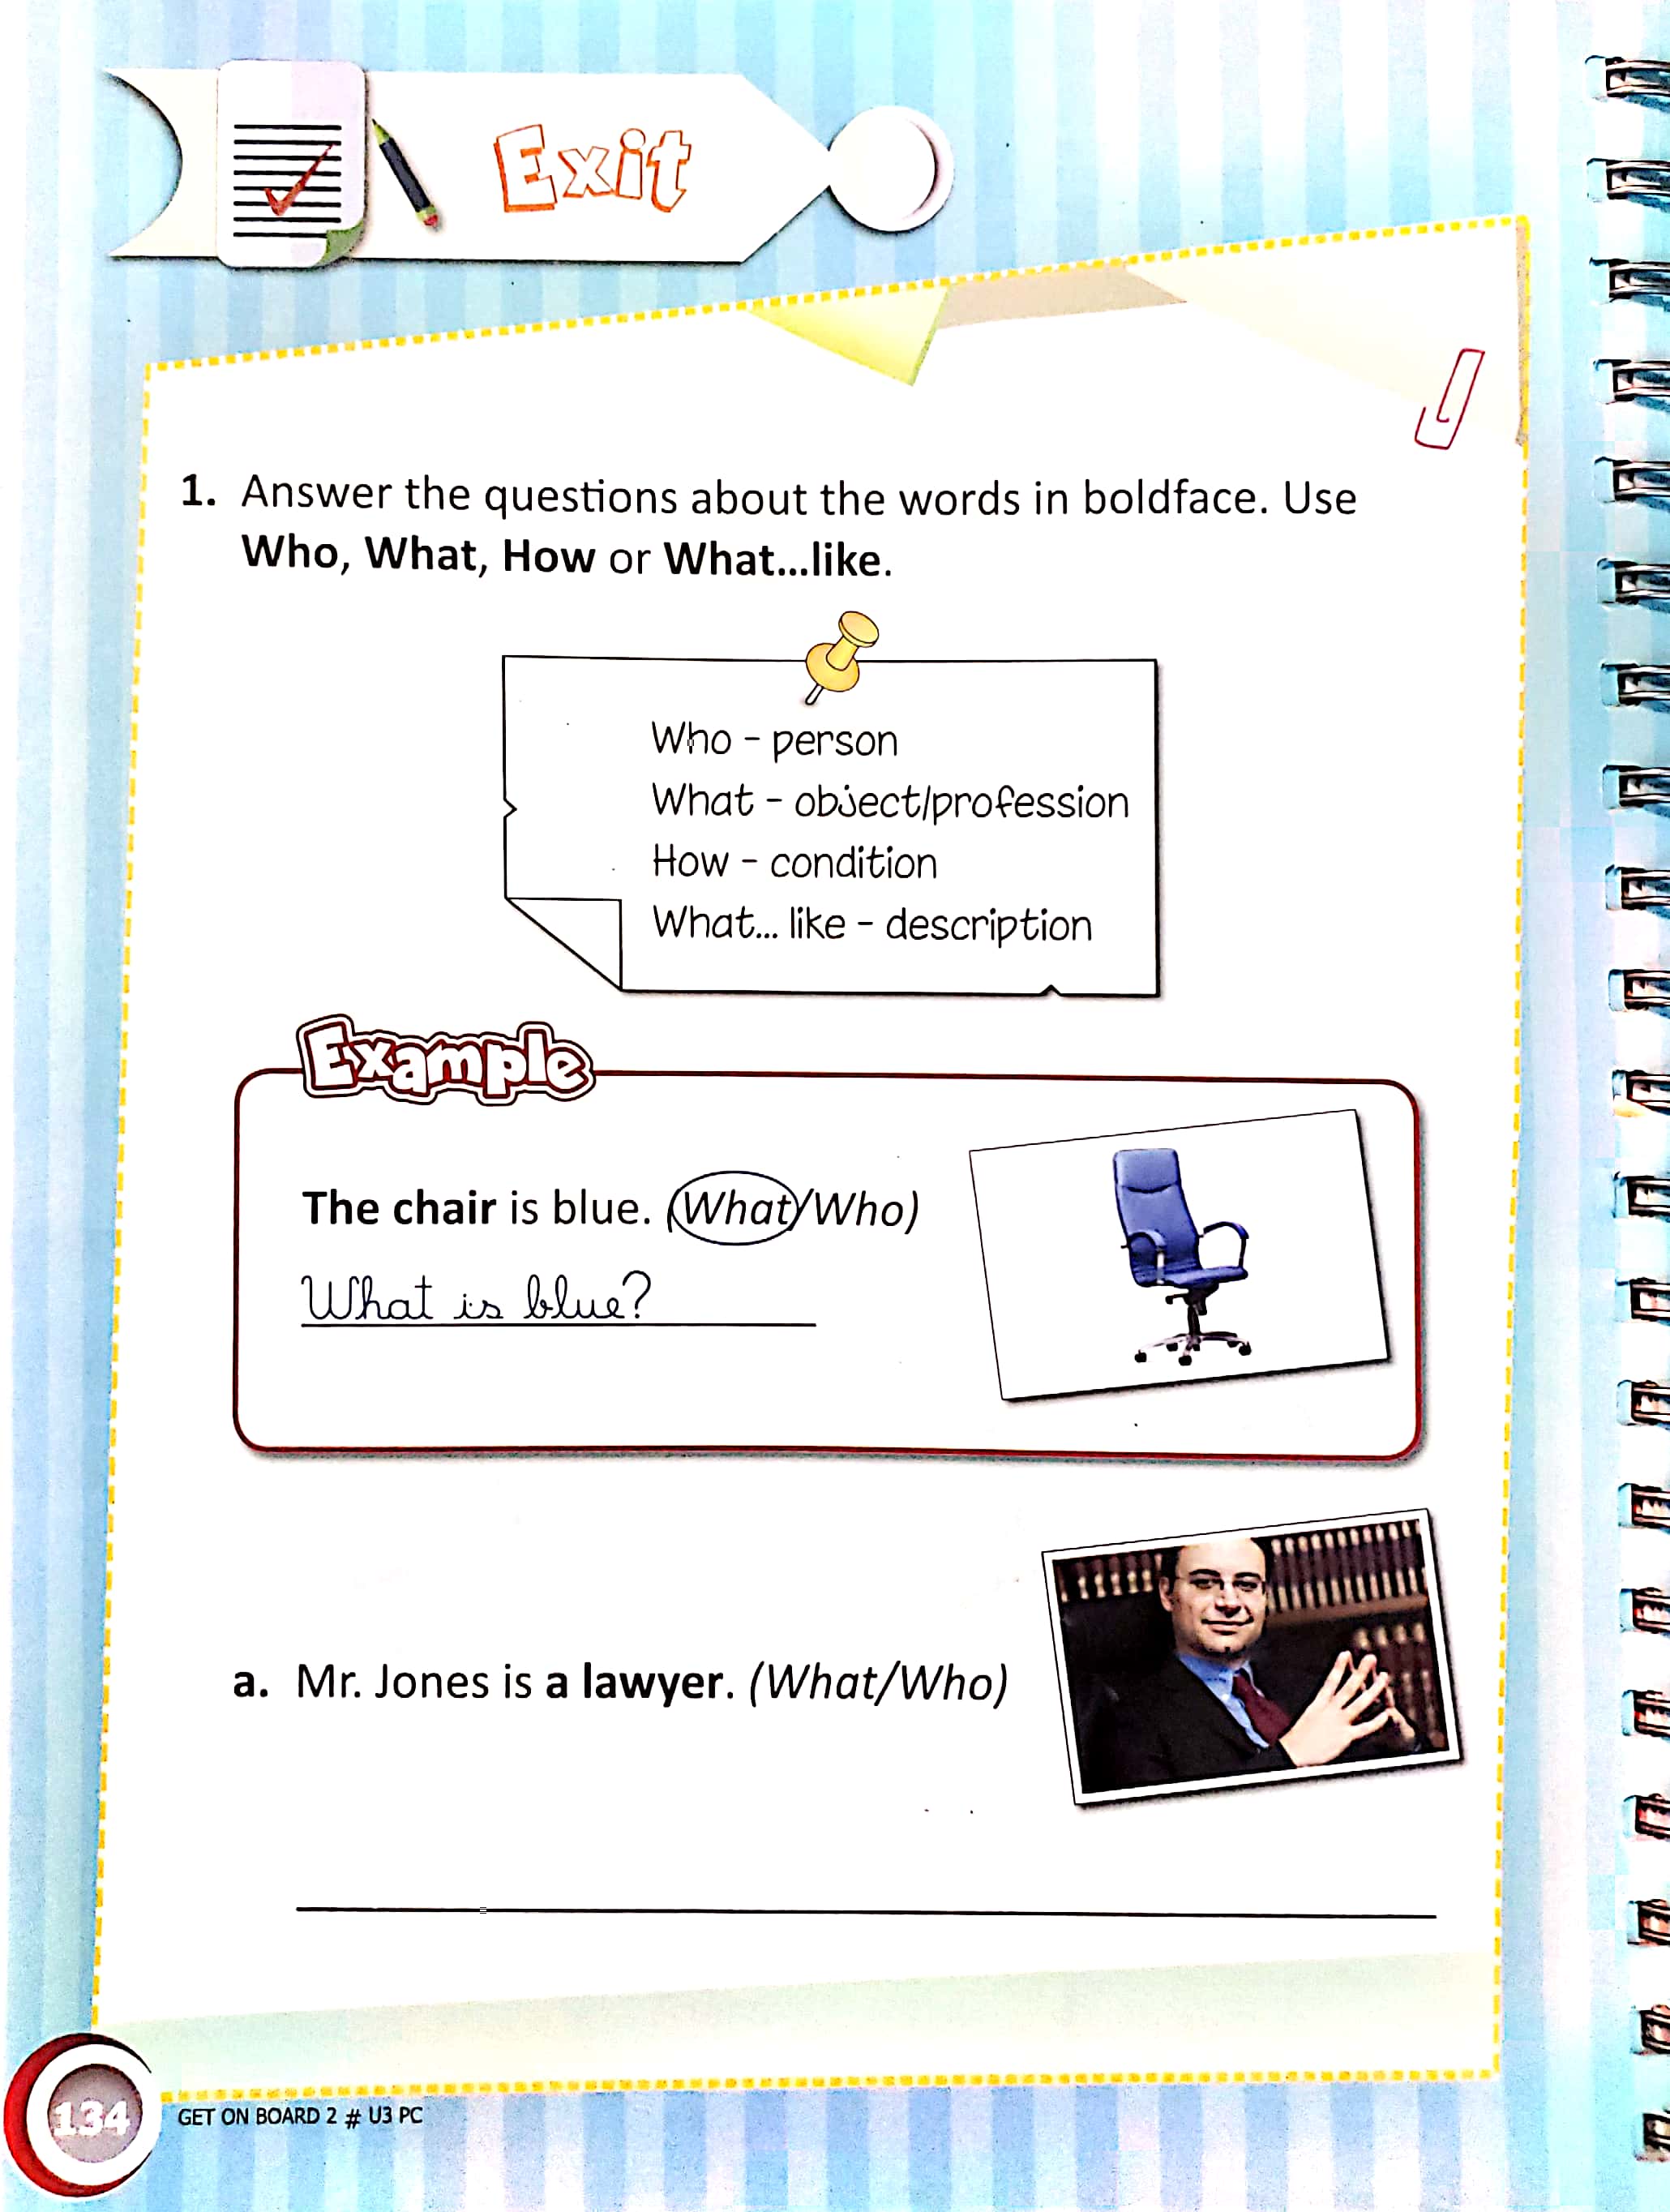 Exit
1. Answer the questions about the words in boldface. Use
Who, What, How or What...like.
Who - person
What - object/profession
How - condition
What... like - description
Example
The chair is blue. (What/Who)
What is blue?
a. Mr. Jones is a lawyer. (What/Who)
134
GET ON BOARD 2 # U3 PC